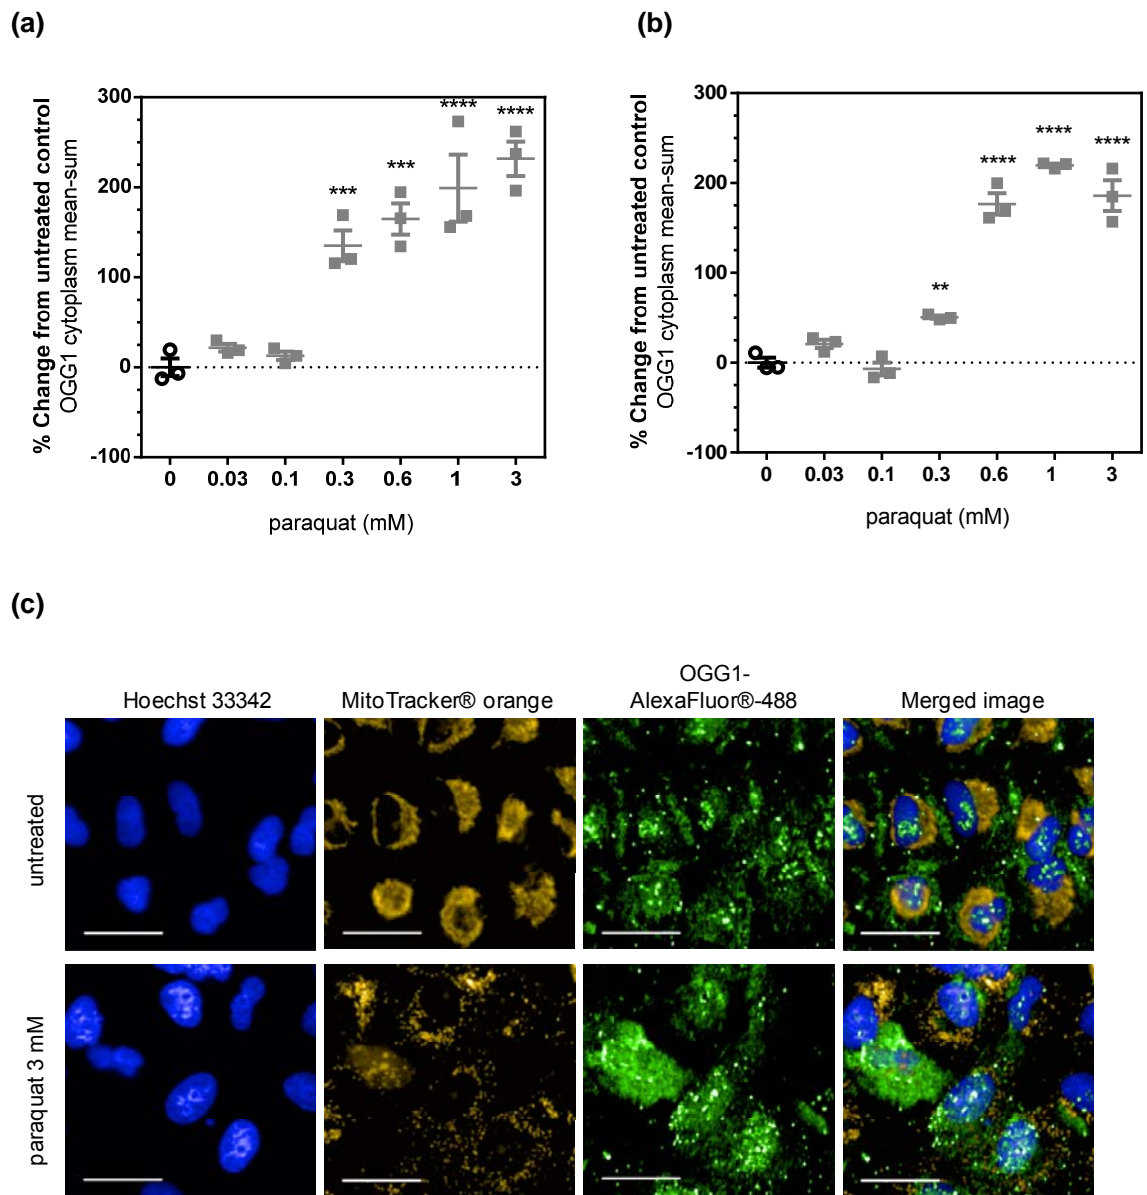 (a)
% Change from untreated control
OGG1 cytoplasm mean-sum
300
200
100
0
-100
***
***
****
****
0 0.03 0.1 0.3 0.6 1 3
paraquat (mM)
(b)
% Change from untreated control
OGG1 cytoplasm mean-sum
300
200
100
0
-100
**
****
****
****
0 0.03 0.1 0.3 0.6 1 3
paraquat (mM)
(c)
Hoechst 33342
MitoTracker® orange
OGG1-
AlexaFluor®-488
Merged image
untreated
paraquat 3 mM